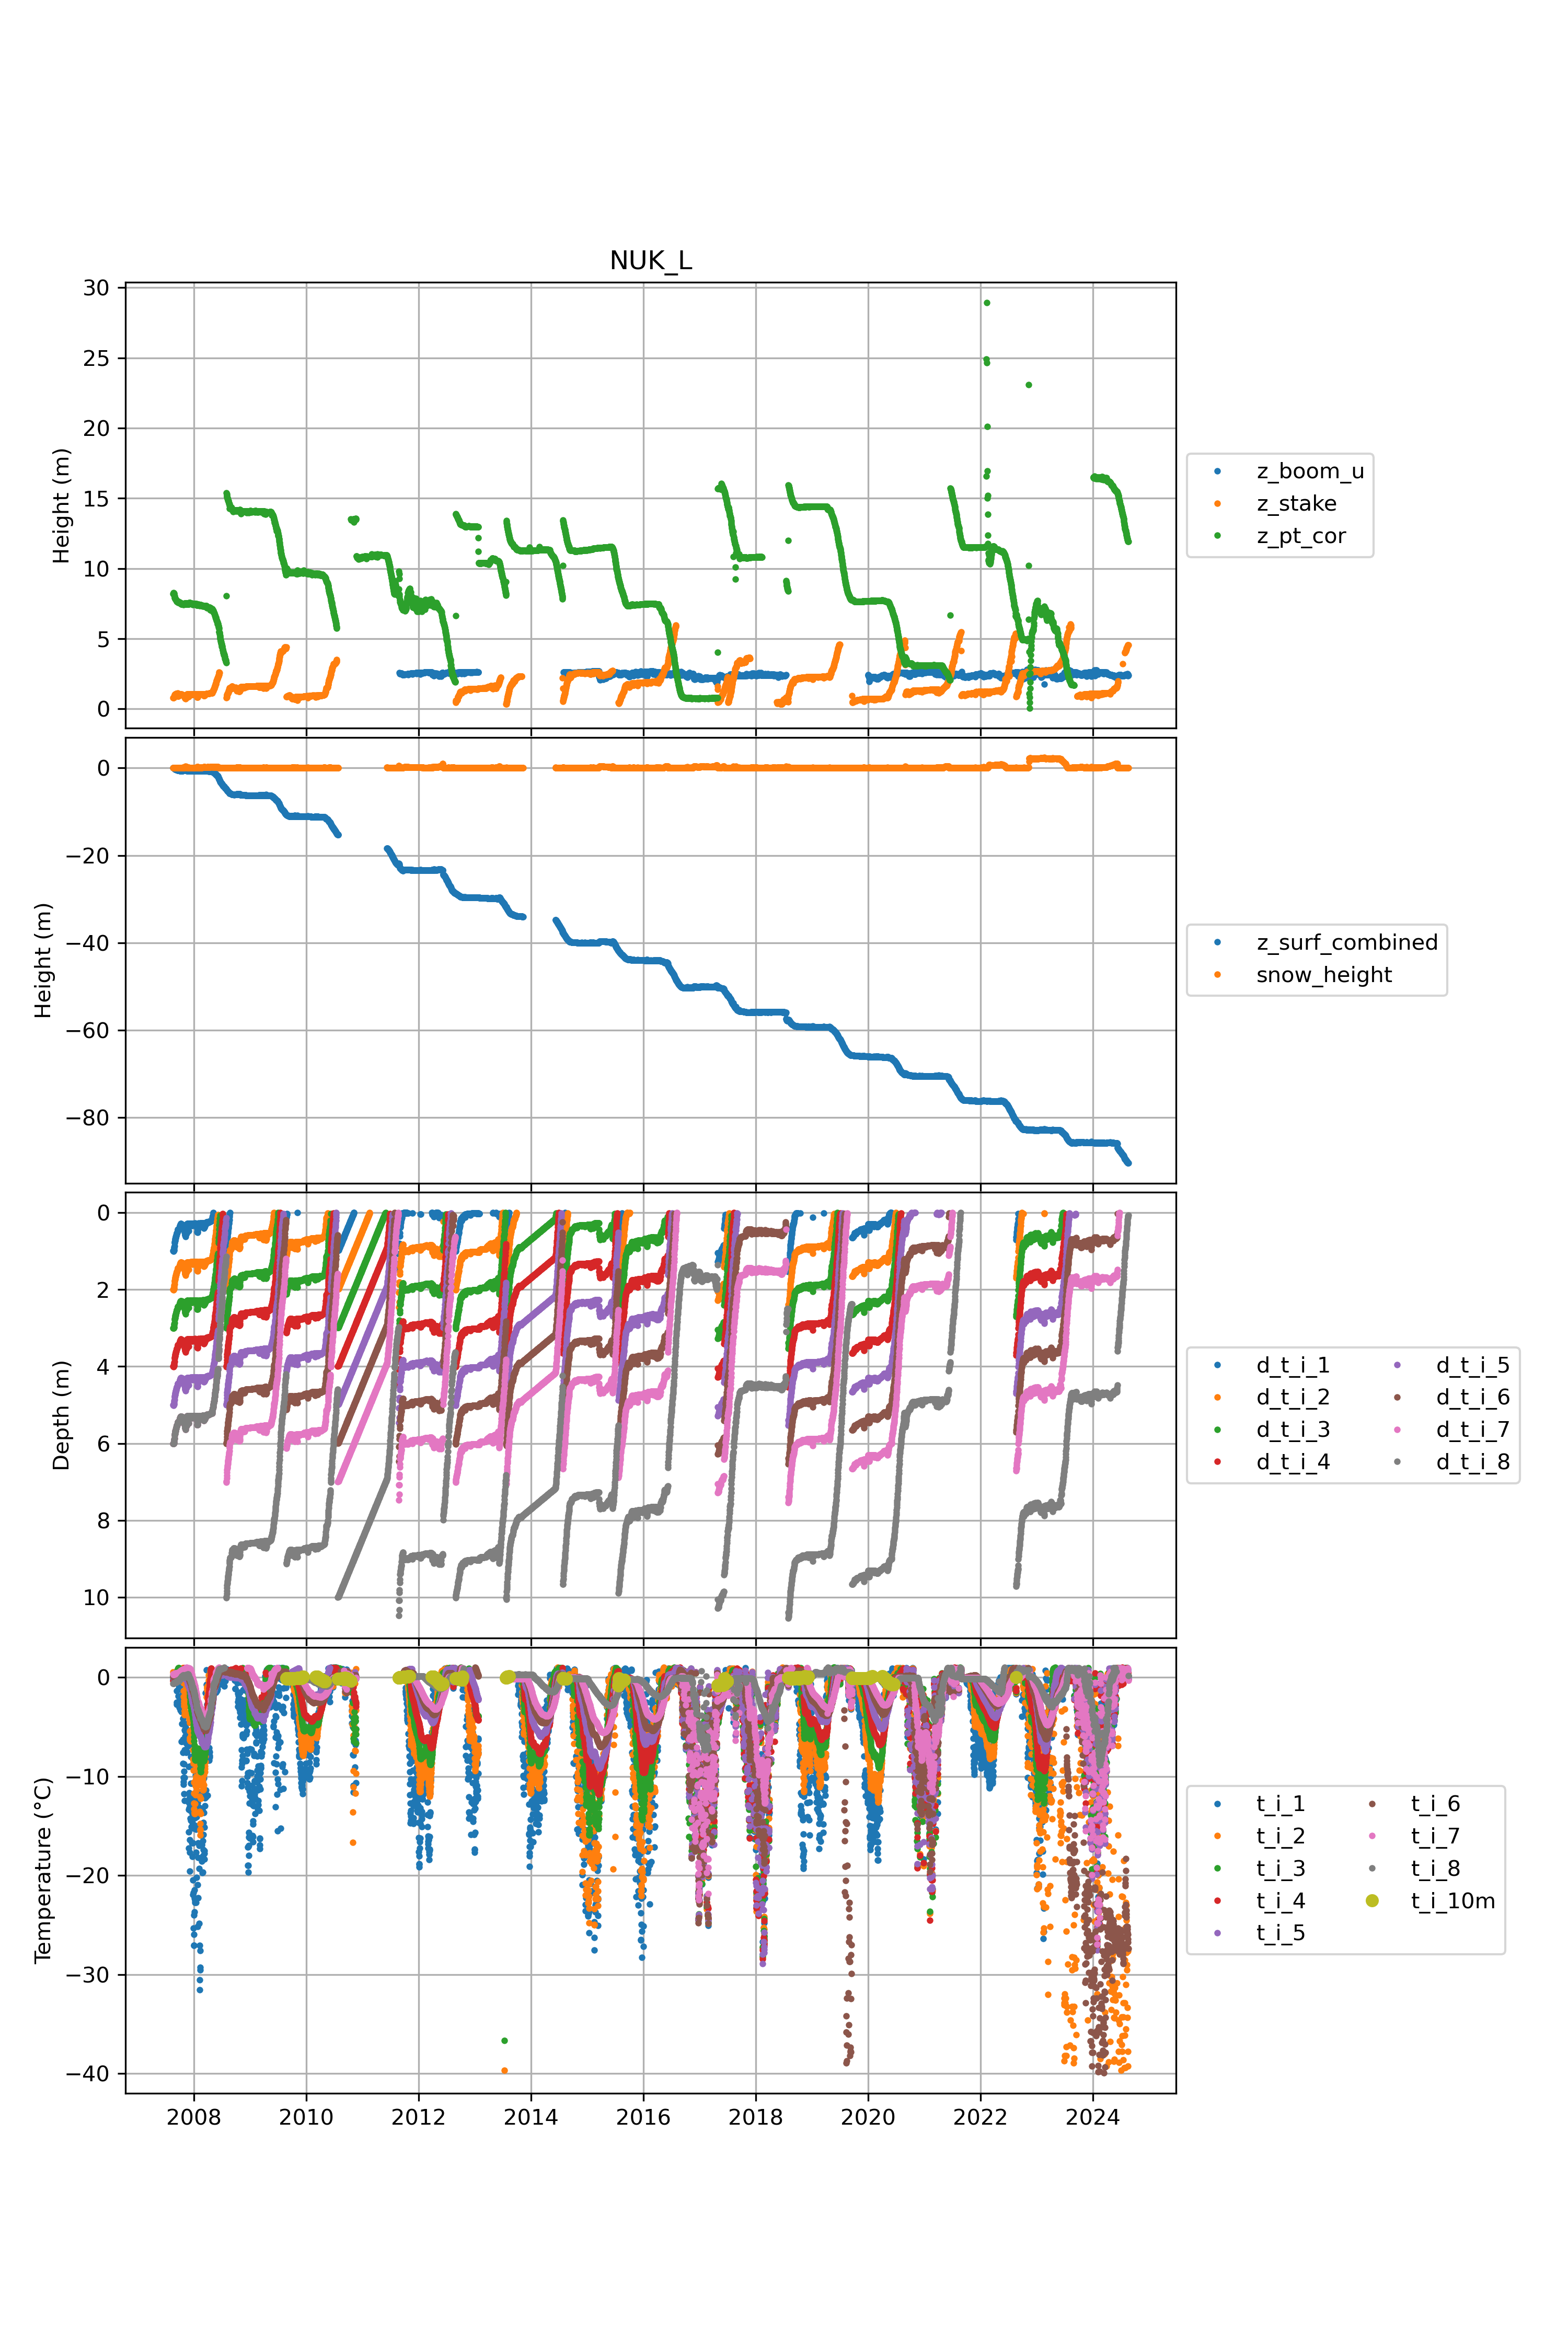 NUK_L
30
25
20
15
10
5
0
Height (m)
z_boom_u
z_stake
z_pt_cor
0
−20
−40
−60
−80
Height (m)
z_surf_combined
snow_height
0
2
4
6
8
10
Depth (m)
d_t_i_1 d_t_i_5
d_t_i_2 d_t_i_6
d_t_i_3 d_t_i_7
d_t_i_4 d_t_i_8
0
−10
−20
−30
−40
Temperature (°C)
t_i_1 t_i_6
t_i_2 t_i_7
t_i_3 t_i_8
t_i_4 t_i_10m
t_i_5
2008 2010 2012 2014 2016 2018 2020 2022 2024